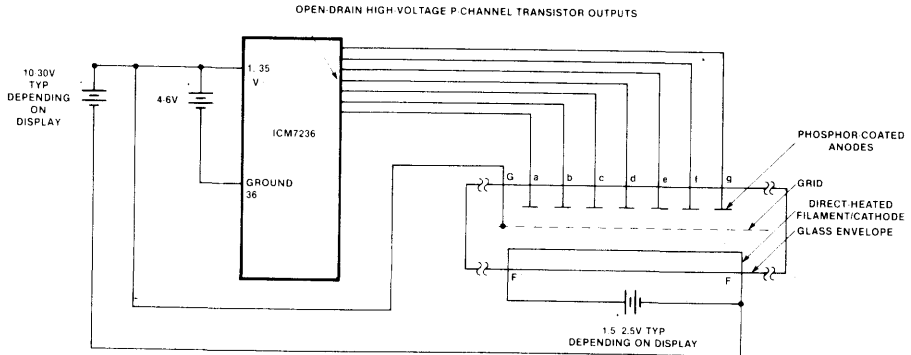 OPEN-DRAIN HIGH-VOLTAGE P-CHANNEL TRANSISTOR OUTPUTS
10-30V
TYP
DEPENDING
ON
DISPLAY
4-6V
1, 35
V
ICM7236
GROUND
36
G a b c d e f g
PHOSPHOR-COATED
ANODES
GRID
DIRECT-HEATED
FILAMENT/CATHODE
GLASS ENVELOPE
F F
1.5 2.5V TYP
DEPENDING ON DISPLAY